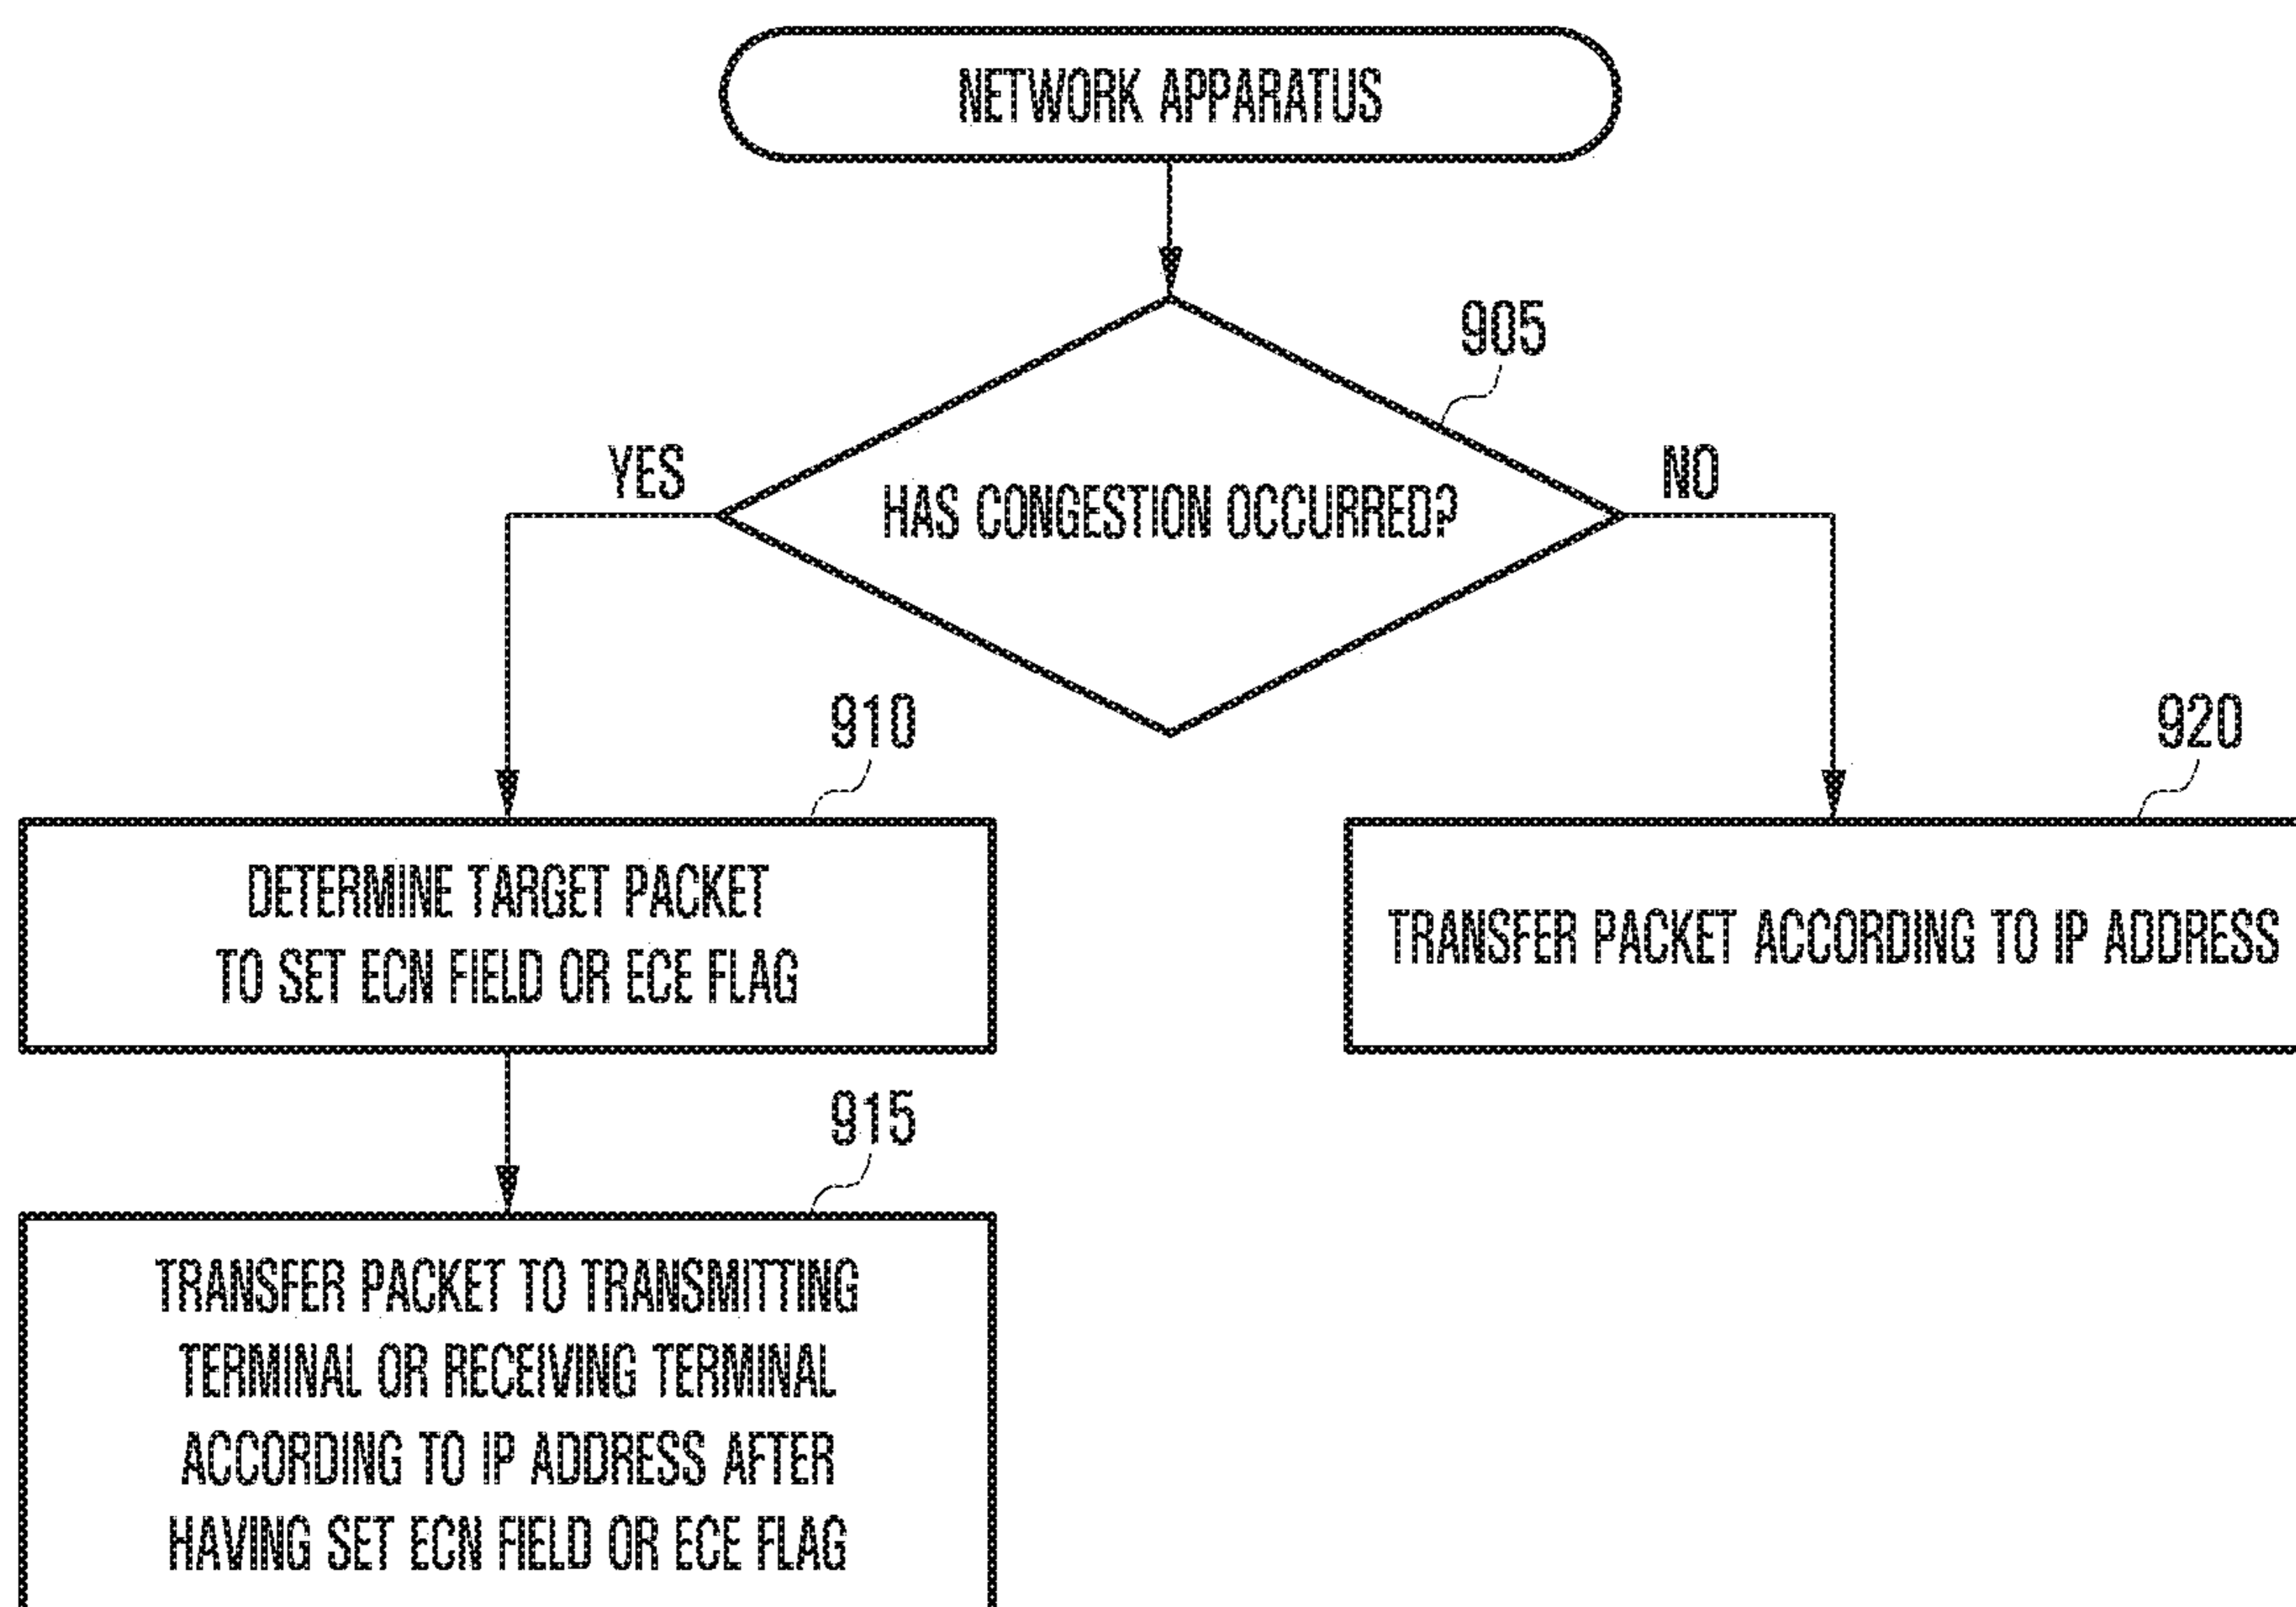 NETWORK APPARATUS
905
YES
NO
HAS CONGESTION OCCURRED?
910
920
DETERMINE TARGET PACKET
TO SET ECN FIELD OR ECE FLAG
TRANSFER PACKET ACCORDING TO IP ADDRESS
915
TRANSFER PACKET TO TRANSMITTING
TERMINAL OR RECEIVING TERMINAL
ACCORDING TO IP ADDRESS AFTER
HAVING SET ECN FIELD OR ECE FLAG